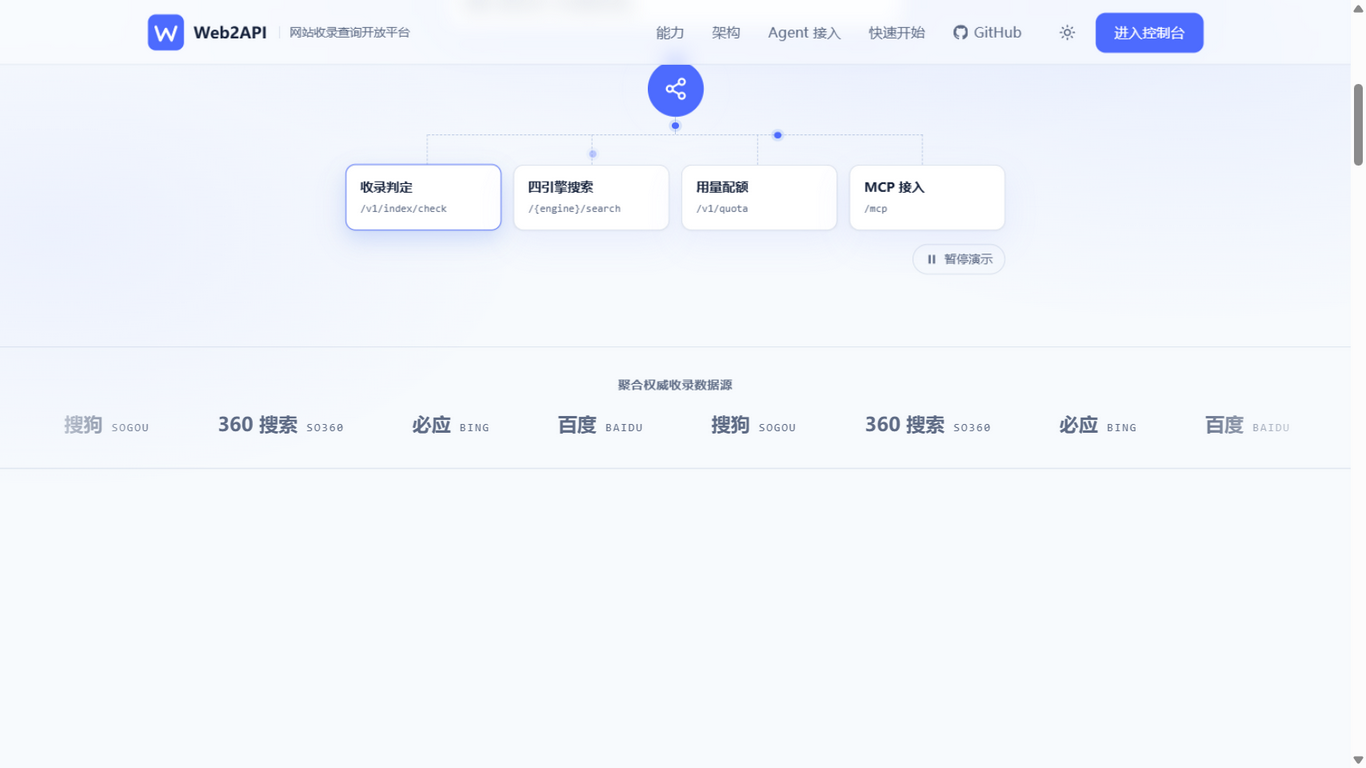 Web2API
网站收录查询开放平台
能力
架构
Agent 接入
快速开始
GitHub
进入控制台
收录判定
/v1/index/check
四引擎搜索
/{engine}/search
用量配额
/v1/quota
MCP 接入
/mcp
暂停演示
聚合权威收录数据源
搜狗 SOGOU
360 搜索 SO360
必应 BING
百度 BAIDU
搜狗 SOGOU
360 搜索 SO360
必应 BING
百度 BAIDU